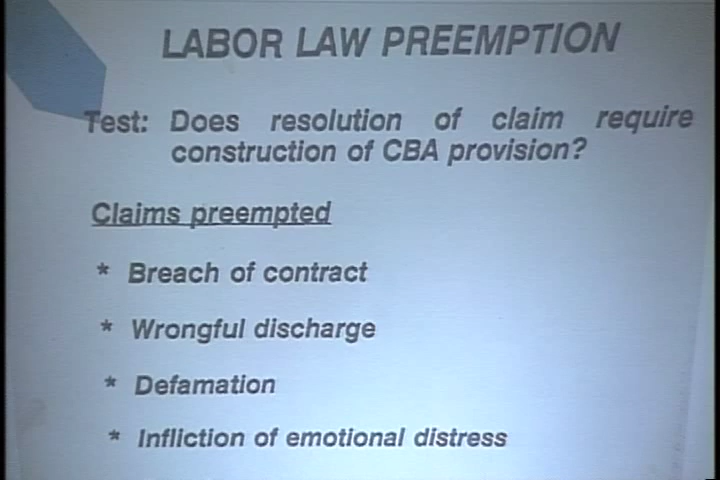 LABOR LAW PREEMPTION
Test: Does resolution of claim require
construction of CBA provision?
Claims preempted
* Breach of contract
* Wrongful discharge
* Defamation
* Infliction of emotional distress